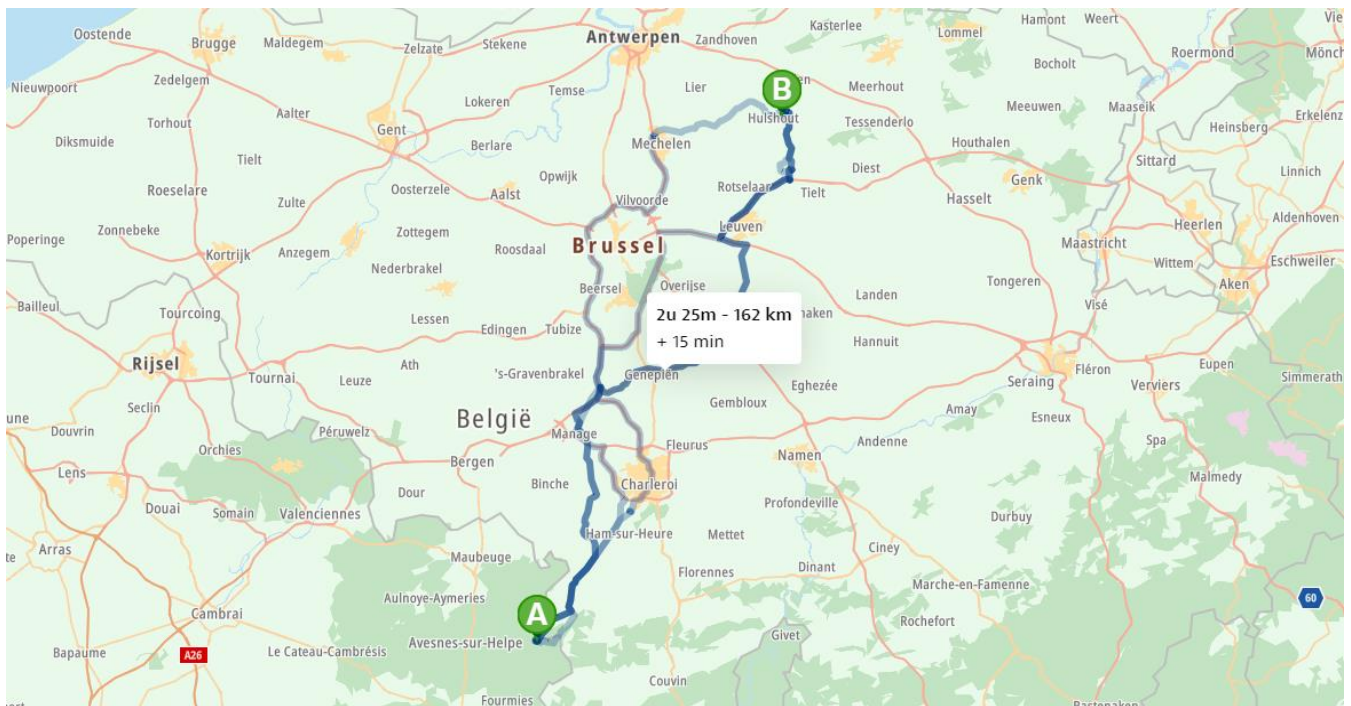 Oostende
Brugge
Maldegem
Zelzate
Stekene
Antwerpen
Zandhoven
Kasterlee
Lommel
Hamont
Weert
Roermond
Nieuwpoort
Zedelgem
Aalter
Lokeren
Temse
Lier
B
Meerhout
Bocholt
Meeuwen
Maaseik
Erkelenz
Heinsberg
Diksmuide
Torhout
Gent
Berlare
Mechelen
Hulshout
Tessenderlo
Houthalen
Sittard
Linnich
Tielt
Roeselare
Oosterzele
Aalst
Opwijk
Vilvoorde
Rotselaar
Tielt
Diest
Genk
Hasselt
Zulte
Zottegem
Leuven
Heerlen
Aldenhoven
Poperinge
Zonnebeke
Kortrijk
Anzegem
Roosdaal
Brussel
Maastricht
Wittem
Eschweiler
Nederbrakel
Beersel
Overijse
Tongeren
Aken
Bailleul
Tourcoing
Lessen
Edingen
Tubize
2u 25m - 162 km
+ 15 min
Landen
Visé
Hannuit
Rijsel
Tournai
Leuze
Ath
's-Gravenbrakel
Genepiën
Eghezée
Seraing
Fléron
Verviers
Eupen
Simmerath
Seclin
België
Gembloux
Amay
Esneux
Douvrin
Orchies
Péruwelz
Manage
Fleurus
Andenne
Spa
Lens
Bergen
Namen
Malmedy
Douai
Somain
Valenciennes
Dour
Binche
Charleroi
Profondeville
Durbuy
Arras
Maubeuge
Ham-sur-Heure
Mettet
Ciney
Florennes
Dinant
Marche-en-Famenne
Aulnoye-Aymeries
Cambrai
A
Rochefort
60
Bapaume
A26
Le Cateau-Cambrésis
Avesnes-sur-Helpe
Givet
Couvin
Fourmies